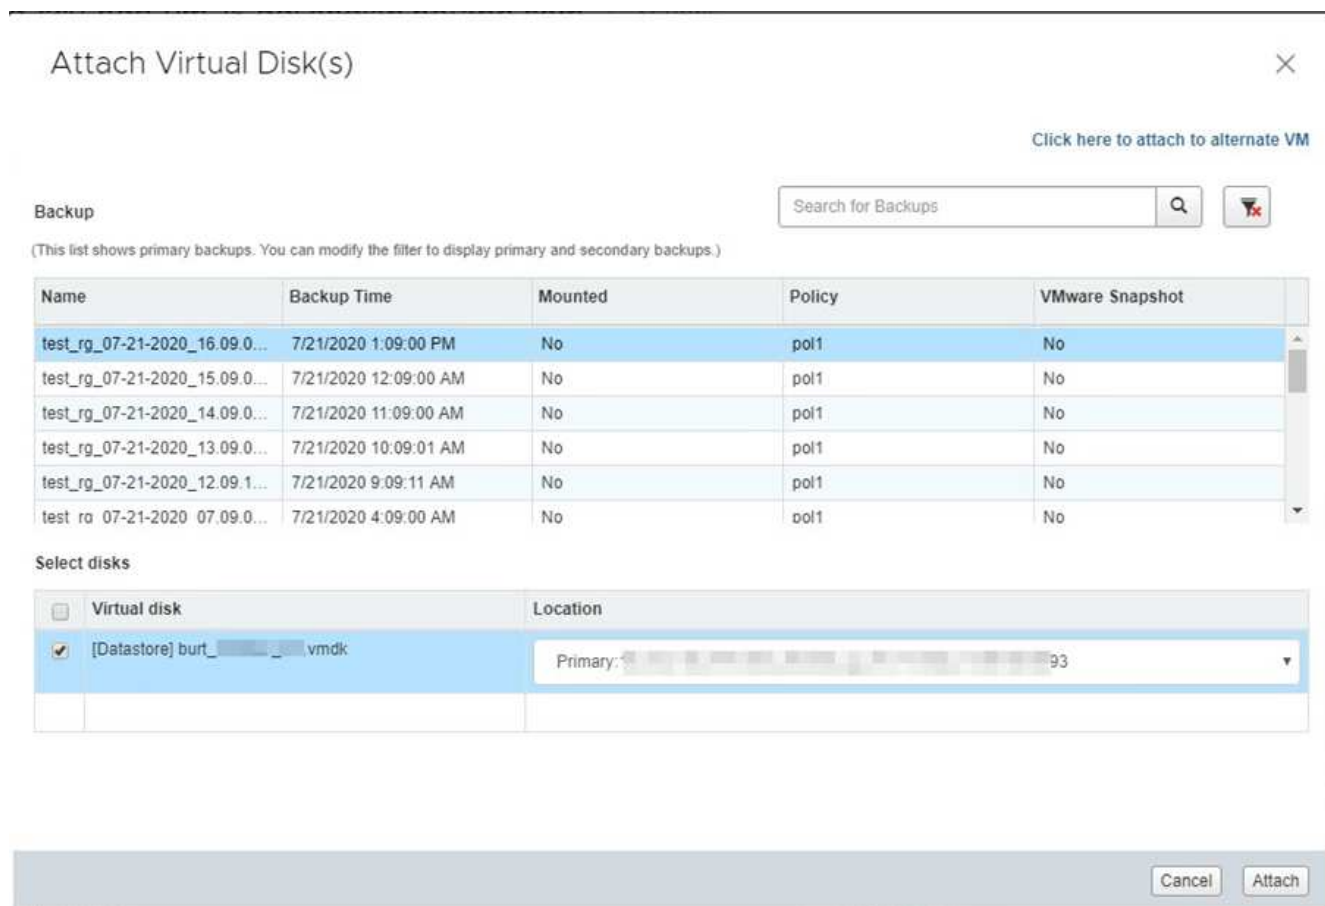 Attach Virtual Disk(s)
Click here to attach to alternate VM
Backup
Search for Backups
(This list shows primary backups. You can modify the filter to display primary and secondary backups.)
Name Backup Time Mounted Policy VMware Snapshot
test_rg_07-21-2020_16.09.0... 7/21/2020 1:09:00 PM No pol1 No
test_rg_07-21-2020_15.09.0... 7/21/2020 12:09:00 AM No pol1 No
test_rg_07-21-2020_14.09.0... 7/21/2020 11:09:00 AM No pol1 No
test_rg_07-21-2020_13.09.0... 7/21/2020 10:09:01 AM No pol1 No
test_rg_07-21-2020_12.09.1... 7/21/2020 9:09:11 AM No pol1 No
test_rg_07-21-2020_07.09.0... 7/21/2020 4:09:00 AM No pol1 No
Select disks
Virtual disk Location
[Datastore] burt_ _ .vmdk Primary: 93
Cancel Attach